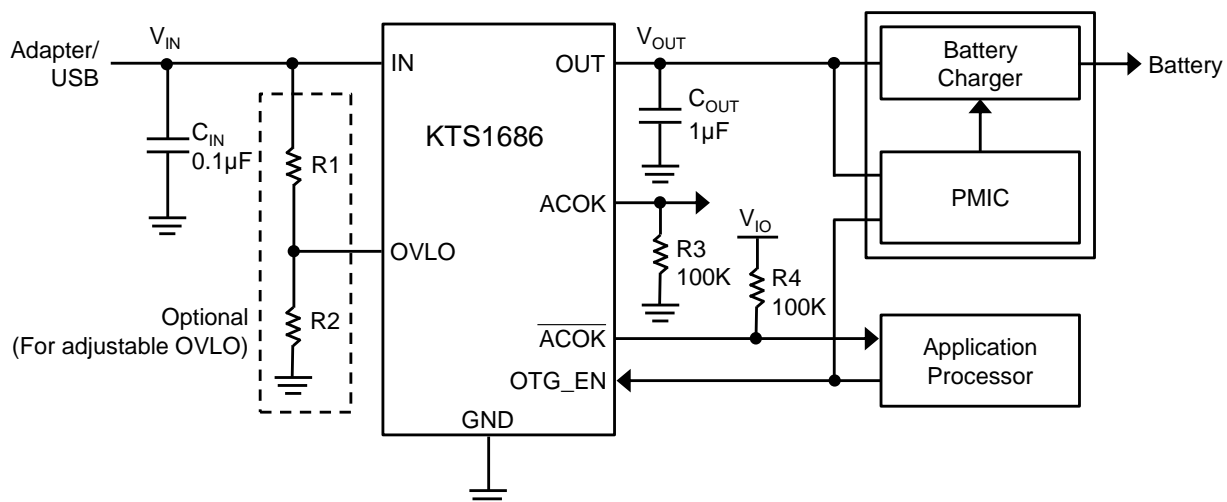 Adapter/
USB
V_IN
C_IN
0.1µF
R1
R2
Optional
(For adjustable OVLO)
KTS1686
IN
OVLO
GND
OUT
ACOK
A̅C̅O̅K̅
OTG_EN
V_OUT
C_OUT
1µF
R3
100K
V_IO
R4
100K
Battery
Charger
PMIC
Battery
Application
Processor